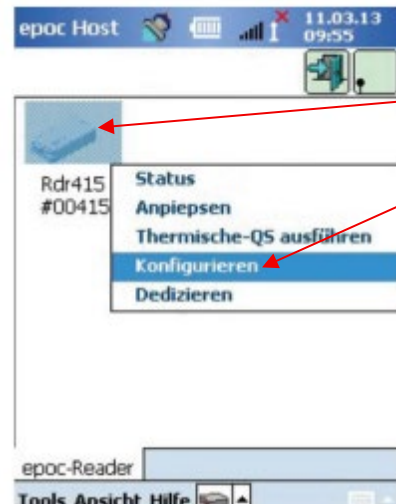 epoc Host 11.03.13
09:55
Rdr415
#00415
Status
Anpiepsen
Thermische-QS ausführen
Konfigurieren
Dedizieren
epoc-Reader
Tools Ansicht Hilfe